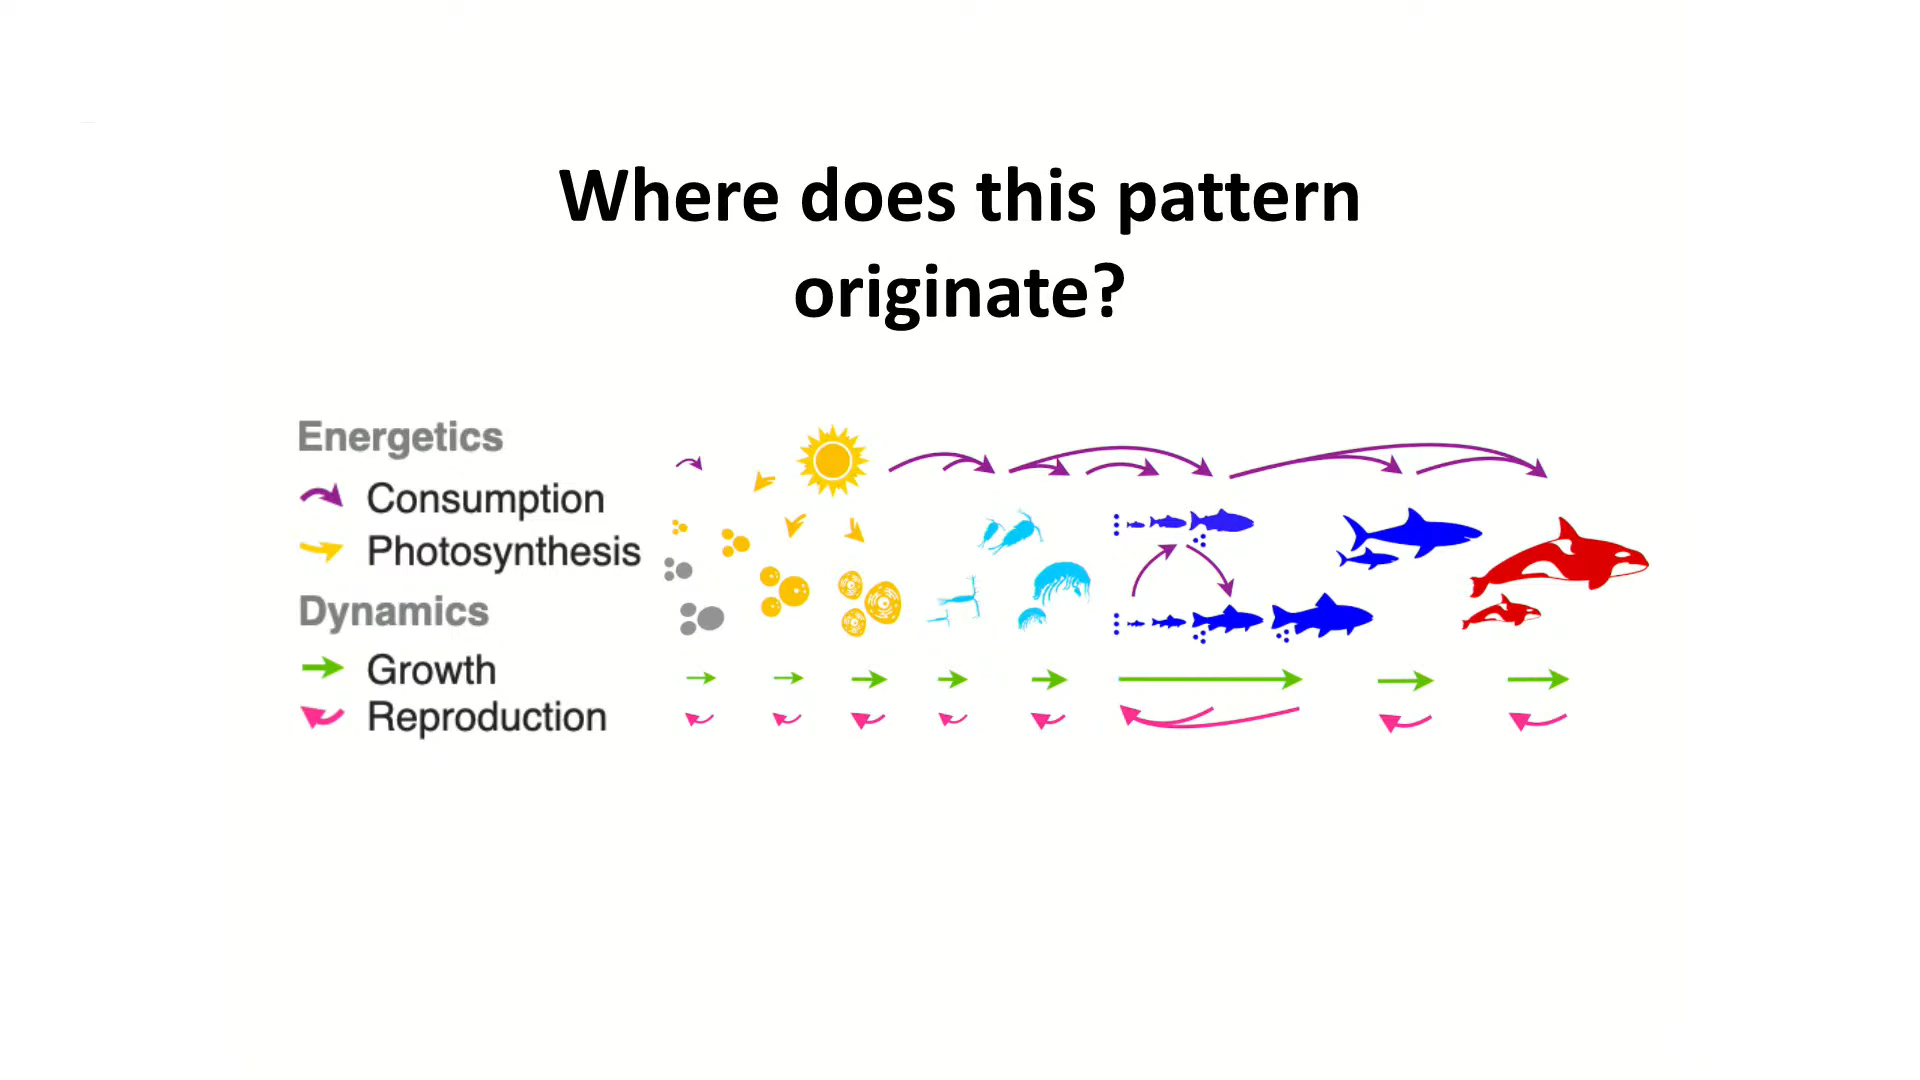 Where does this pattern
originate?
Energetics
Consumption
Photosynthesis
Dynamics
Growth
Reproduction